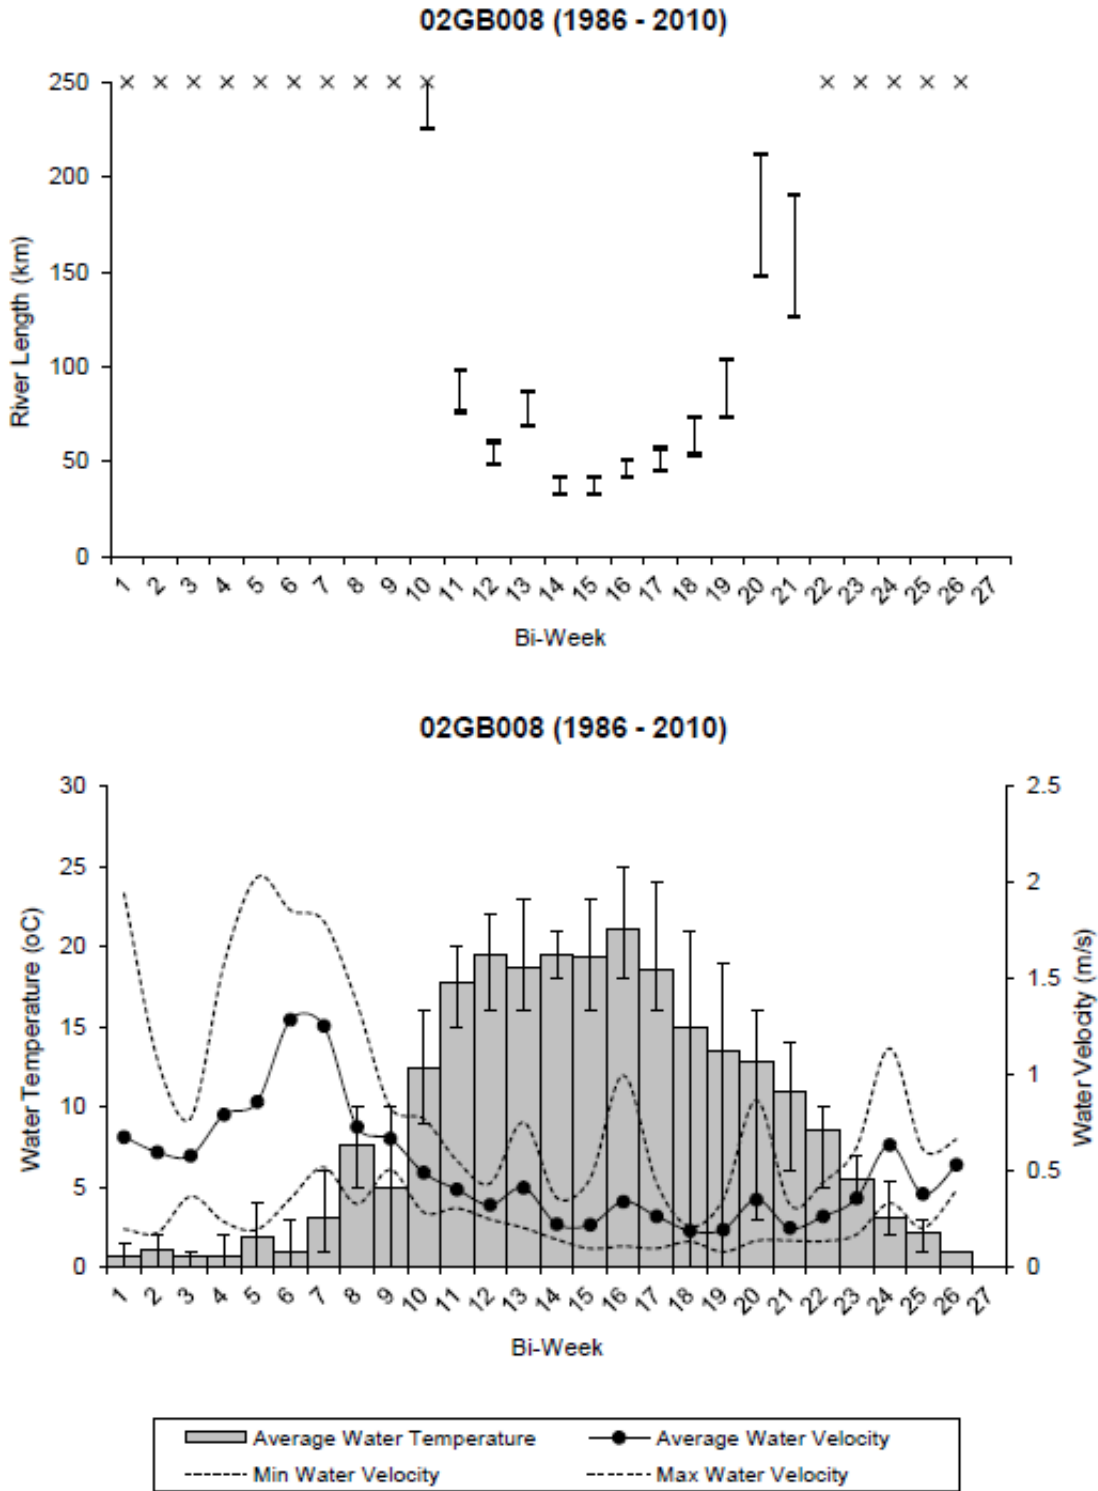 02GB008 (1986 - 2010)
250
200
150
100
50
0
River Length (km)
1 2 3 4 5 6 7 8 9 10 11 12 13 14 15 16 17 18 19 20 21 22 23 24 25 26 27
Bi-Week
02GB008 (1986 - 2010)
30
25
20
15
10
5
0
Water Temperature (oC)
2.5
2
1.5
1
0.5
0
Water Velocity (m/s)
1 2 3 4 5 6 7 8 9 10 11 12 13 14 15 16 17 18 19 20 21 22 23 24 25 26 27
Bi-Week
Average Water Temperature
Average Water Velocity
Min Water Velocity
Max Water Velocity